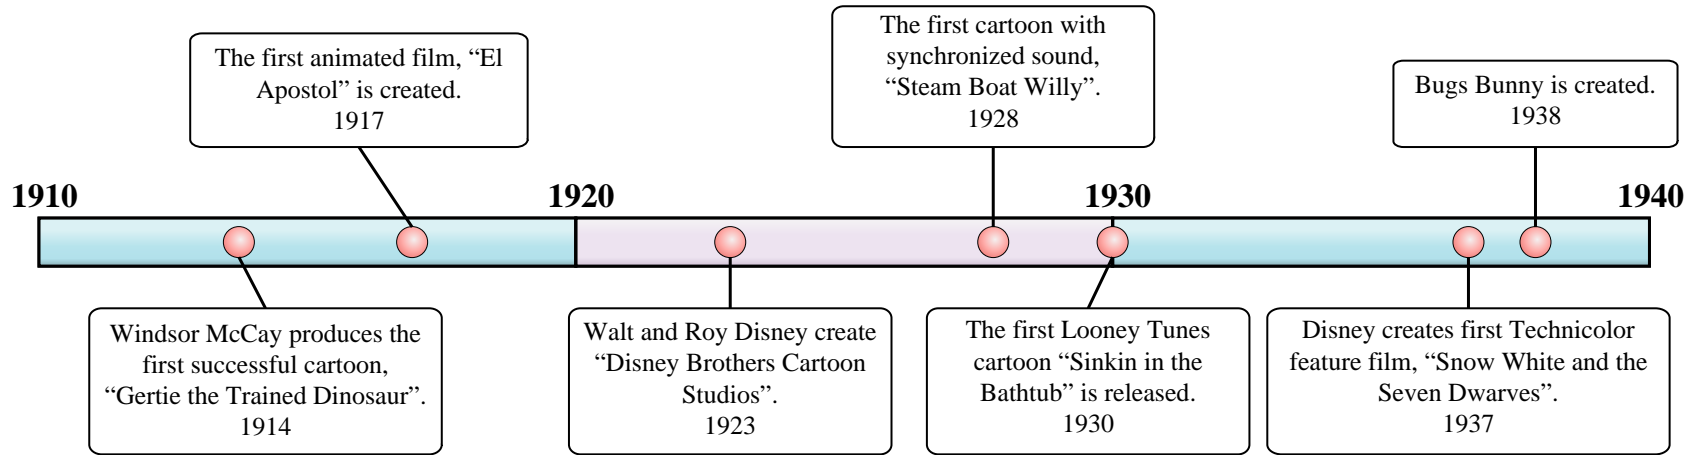 The first animated film, “El
Apostol” is created.
1917
The first cartoon with
synchronized sound,
“Steam Boat Willy”.
1928
Bugs Bunny is created.
1938
1910
1920
1930
1940
Windsor McCay produces the
first successful cartoon,
“Gertie the Trained Dinosaur”.
1914
Walt and Roy Disney create
“Disney Brothers Cartoon
Studios”.
1923
The first Looney Tunes
cartoon “Sinkin in the
Bathtub” is released.
1930
Disney creates first Technicolor
feature film, “Snow White and the
Seven Dwarves”.
1937